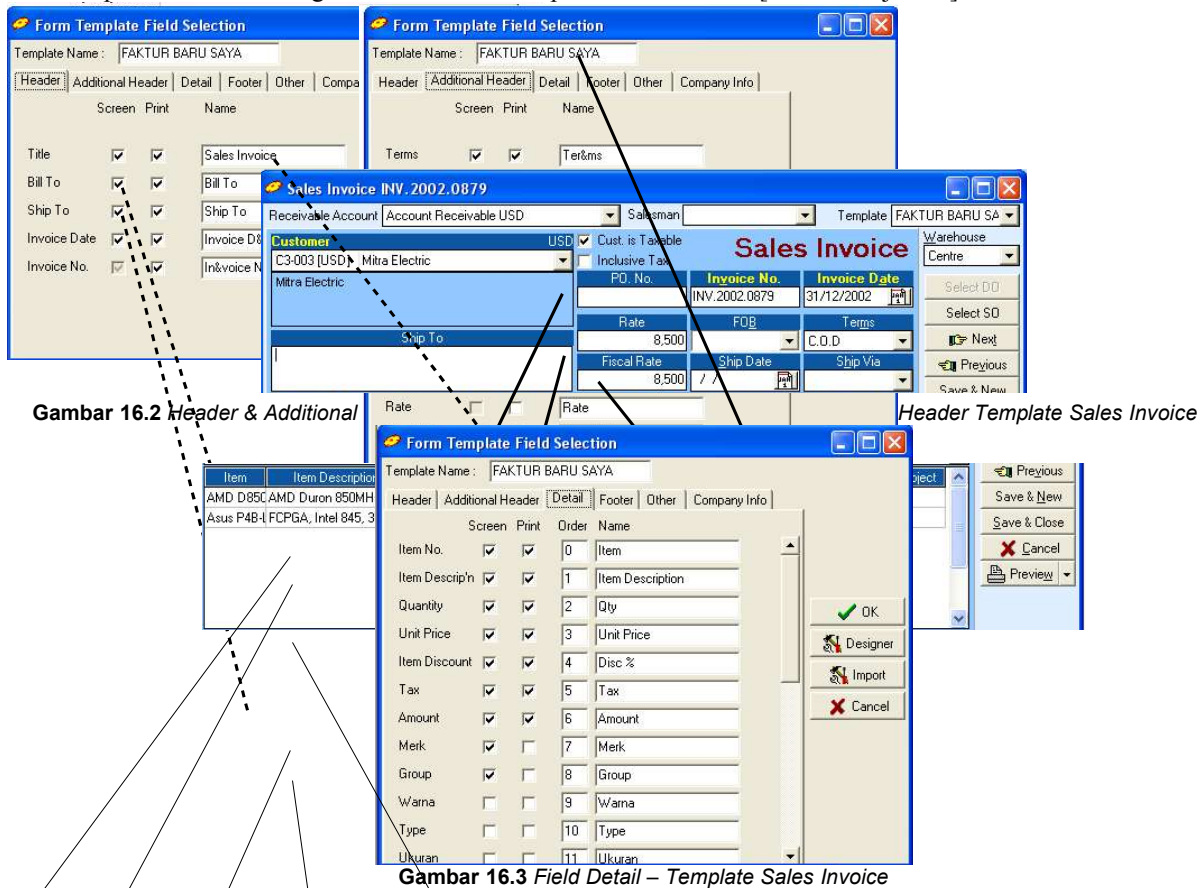 Form Template Field Selection
Template Name : FAKTUR BARU SAYA
Header Additional Header Detail Footer Other Compa
Screen Print Name
Title Sales Invoice
Bill To Bill To
Ship To Ship To
Invoice Date Invoice D&
Invoice No. In&voice N
Form Template Field Selection
Template Name : FAKTUR BARU SAYA
Header Additional Header Detail Footer Other Company Info
Screen Print Name
Terms Ter&ms
Sales Invoice INV.2002.0879
Receivable Account Account Receivable USD Salesman Template FAKTUR BARU SA
Customer USD Cust. is Taxable Sales Invoice Warehouse
C3-003 [USD] Mitra Electric Inclusive Tax Centre
Mitra Electric PO. No. Invoice No. Invoice Date Select DO
INV.2002.0879 31/12/2002
Select SO
Rate FOB Terms
Ship To 8,500 C.O.D Next
Fiscal Rate Ship Date Ship Via Previous
8,500 / / Save & New
Rate Rate
Gambar 16.2 Header & Additional Header Template Sales Invoice
Item Item Description oject Previous
AMD D850 AMD Duron 850MH Save & New
Asus P4B-L FCPGA, Intel 845, 3 Save & Close
Cancel
Preview
Form Template Field Selection
Template Name : FAKTUR BARU SAYA
Header Additional Header Detail Footer Other Company Info
Screen Print Order Name
Item No. 0 Item
Item Descrip'n 1 Item Description
Quantity 2 Qty OK
Unit Price 3 Unit Price Designer
Item Discount 4 Disc % Import
Tax 5 Tax Cancel
Amount 6 Amount
Merk 7 Merk
Group 8 Group
Warna 9 Warna
Type 10 Type
Ukuran 11 Ukuran
Gambar 16.3 Field Detail – Template Sales Invoice